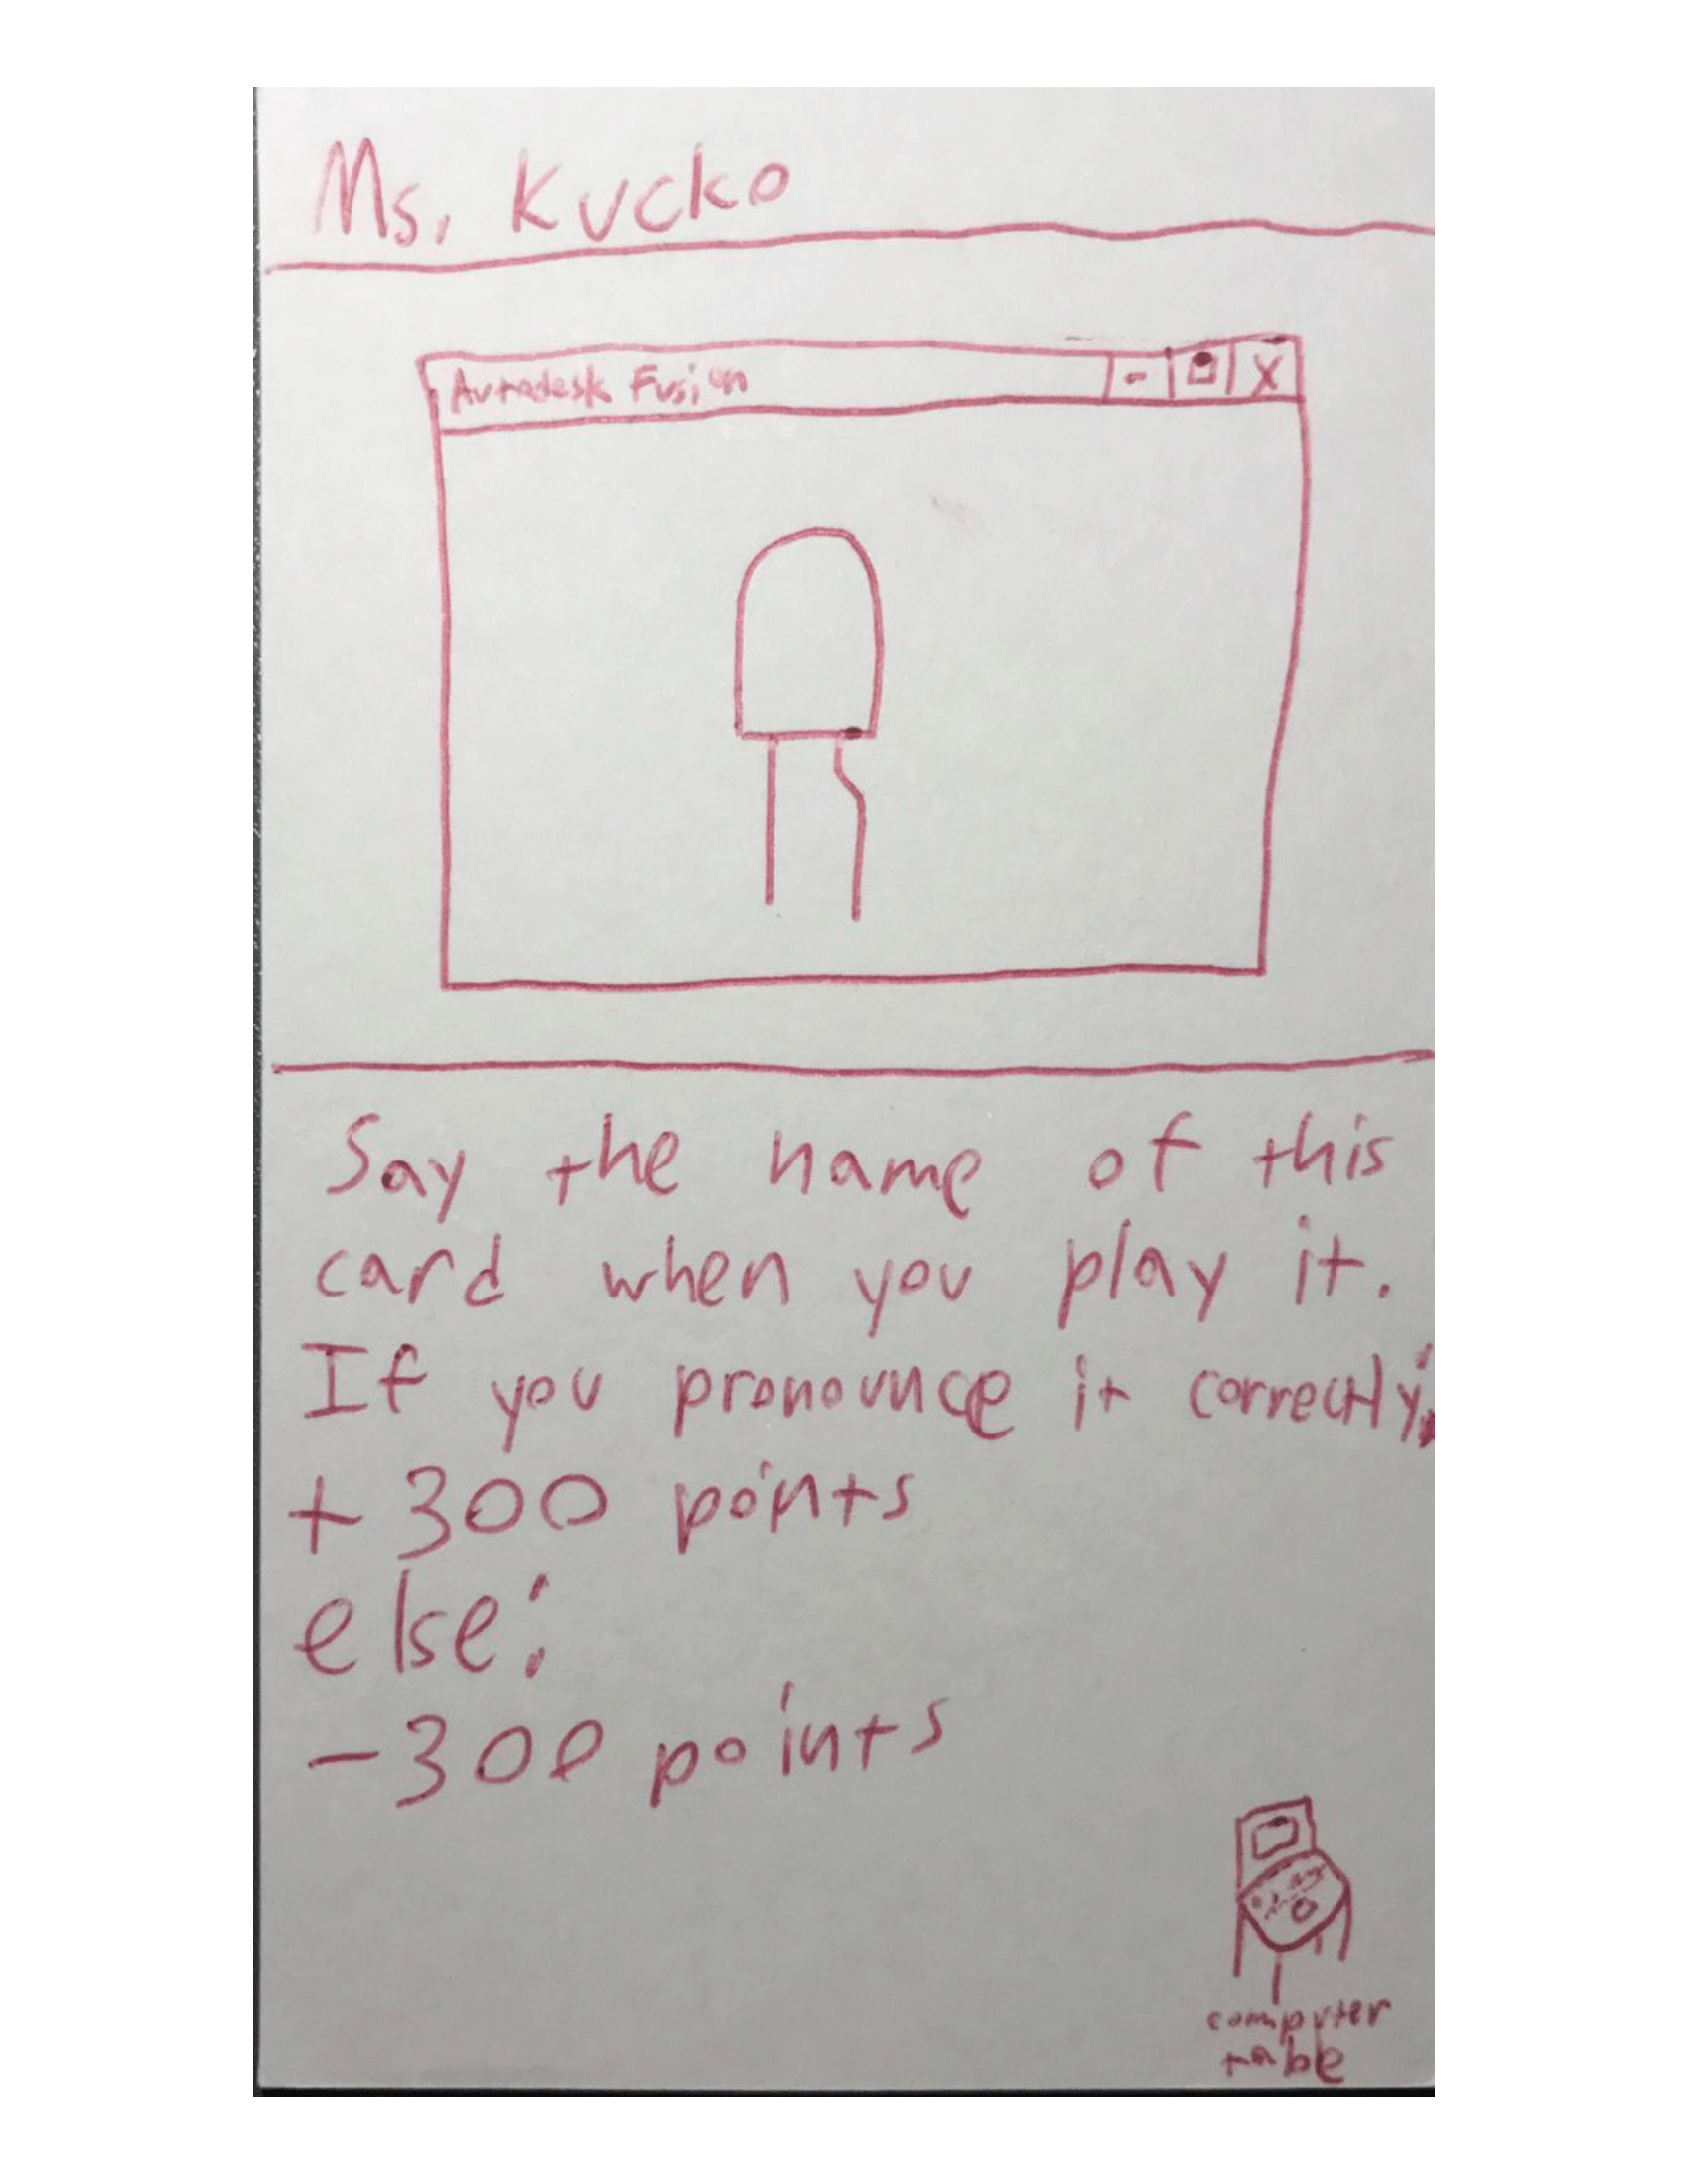 Ms. Kucko
Autodesk Fusion
- X
Say the name of this
card when you play it.
If you pronounce it correctly:
+300 points
else:
-300 points
computer
table